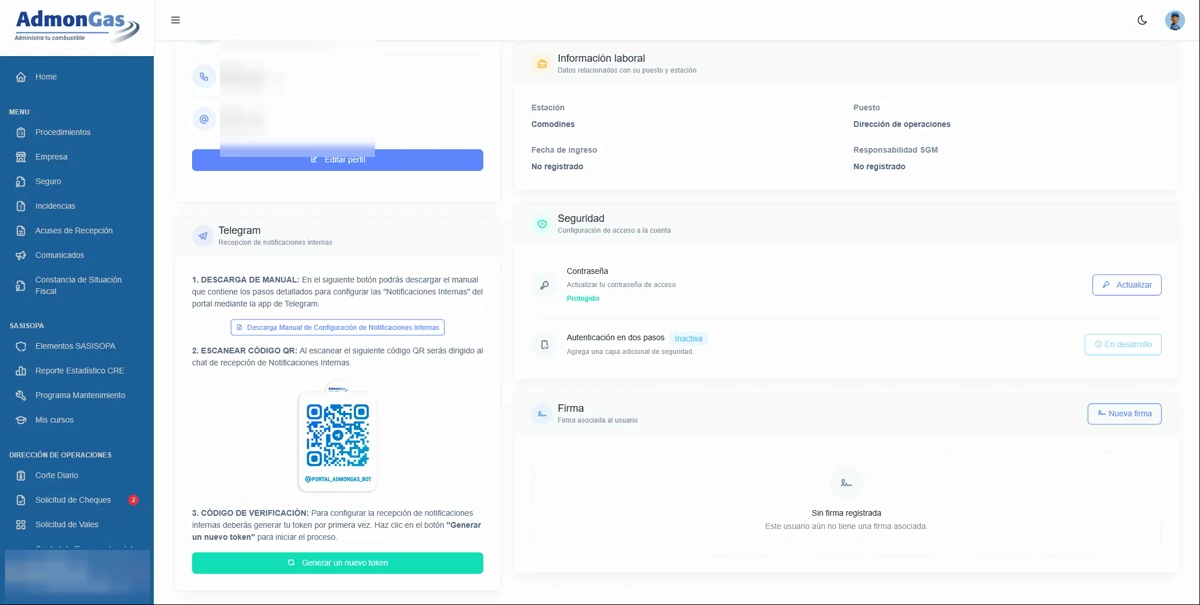 AdmonGas
Administra tu combustible
Home
MENU
Procedimientos
Empresa
Seguro
Incidencias
Acuses de Recepción
Comunicados
Constancia de Situación
Fiscal
SASISOPA
Elementos SASISOPA
Reporte Estadístico CRE
Programa Mantenimiento
Mis cursos
DIRECCIÓN DE OPERACIONES
Corte Diario
Solicitud de Cheques 2
Solicitud de Vales
Editar perfil
Telegram
Recepcion de notificaciones internas
1. DESCARGA DE MANUAL: En el siguiente botón podrás descargar el manual
que contiene los pasos detallados para configurar las "Notificaciones Internas" del
portal mediante la app de Telegram.
Descarga Manual de Configuración de Notificaciones Internas
2. ESCANEAR CÓDIGO QR: Al escanear el siguiente código QR serás dirigido al
chat de recepción de Notificaciones Internas.
AdmonGas
@PORTAL_ADMONGAS_BOT
3. CÓDIGO DE VERIFICACIÓN: Para configurar la recepción de notificaciones
internas deberás generar tu token por primera vez. Haz clic en el botón "Generar
un nuevo token" para iniciar el proceso.
Generar un nuevo token
Información laboral
Datos relacionados con su puesto y estación
Estación
Comodines
Puesto
Dirección de operaciones
Fecha de ingreso
No registrado
Responsabilidad SGM
No registrado
Seguridad
Configuración de acceso a la cuenta
Contraseña
Actualizar tu contraseña de acceso
Protegido
Actualizar
Autenticación en dos pasos Inactiva
Agrega una capa adicional de seguridad
En desarrollo
Firma
Firma asociada al usuario
Nueva firma
Sin firma registrada
Este usuario aún no tiene una firma asociada.